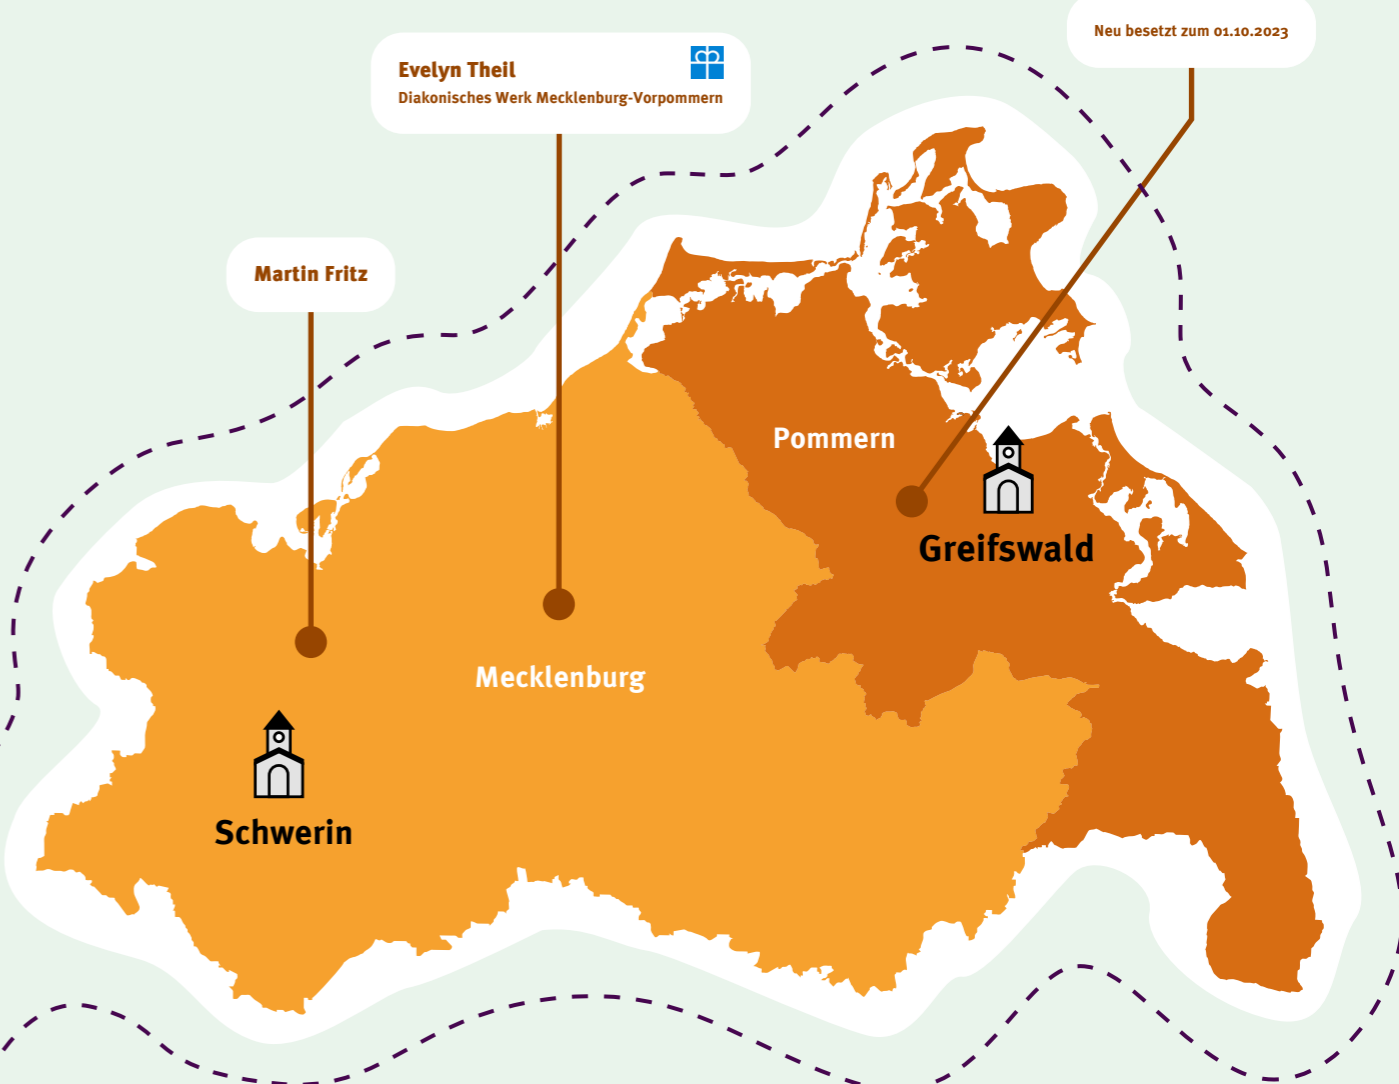 Neu besetzt zum 01.10.2023
Evelyn Theil
Diakonisches Werk Mecklenburg-Vorpommern
Martin Fritz
Pommern
Greifswald
Mecklenburg
Schwerin